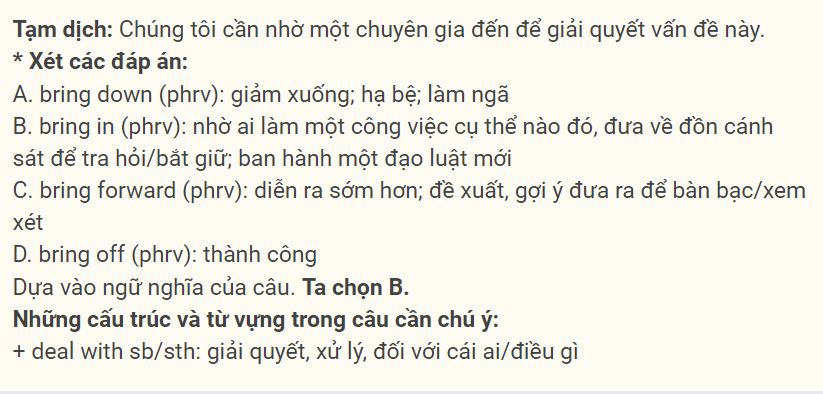 Tạm dịch: Chúng tôi cần nhờ một chuyên gia đến để giải quyết vấn đề này.
* Xét các đáp án:
A. bring down (phrv): giảm xuống; hạ bệ; làm ngã
B. bring in (phrv): nhờ ai làm một công việc cụ thể nào đó, đưa về đồn cánh
sát để tra hỏi/bắt giữ; ban hành một đạo luật mới
C. bring forward (phrv): diễn ra sớm hơn; đề xuất, gợi ý đưa ra để bàn bạc/xem
xét
D. bring off (phrv): thành công
Dựa vào ngữ nghĩa của câu. Ta chọn B.
Những cấu trúc và từ vựng trong câu cần chú ý:
+ deal with sb/sth: giải quyết, xử lý, đối với cái ai/điều gì